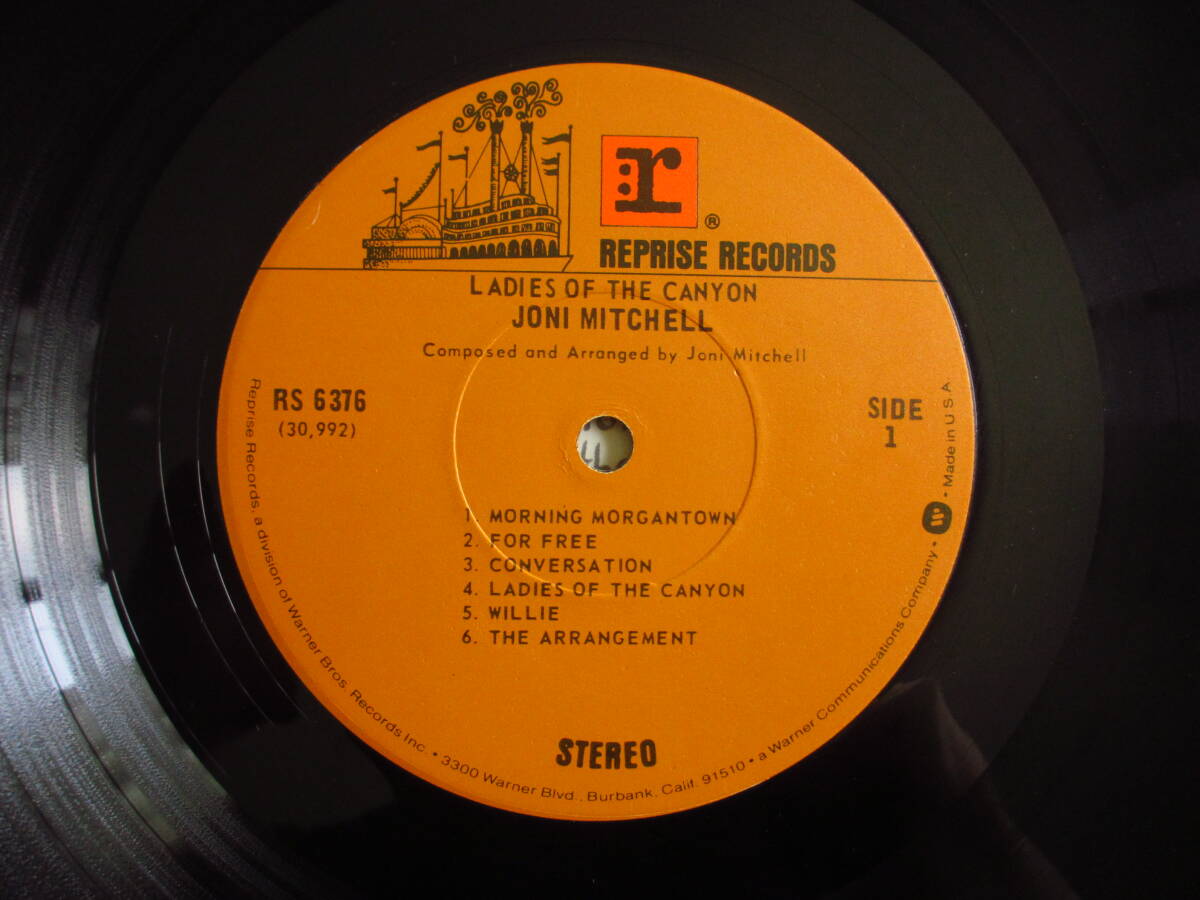 r
®
REPRISE RECORDS
LADIES OF THE CANYON
JONI MITCHELL
Composed and Arranged by Joni Mitchell
RS 6376
(30,992)
SIDE
1
1. MORNING MORGANTOWN
2. FOR FREE
3. CONVERSATION
4. LADIES OF THE CANYON
5. WILLIE
6. THE ARRANGEMENT
STEREO
Reprise Records, a division of Warner Bros. Records Inc. • 3300 Warner Blvd., Burbank, Calif. 91510 • a Warner Communications Company • Made in U.S.A.